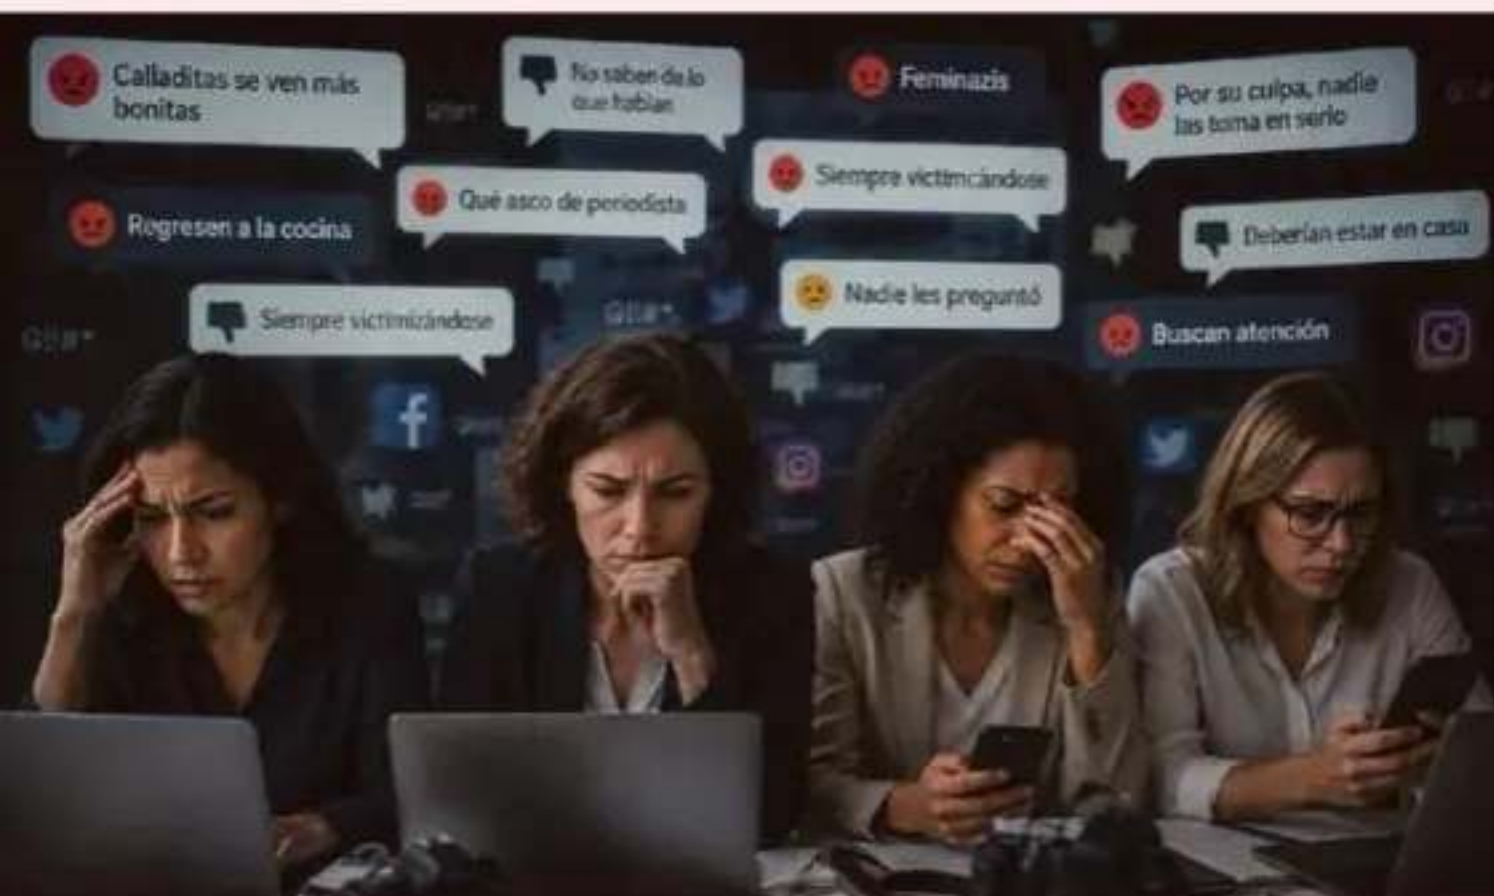 Calladitas se ven más
bonitas
No saben de lo
que hablan
Feminazis
Por su culpa, nadie
las toma en serio
Regresen a la cocina
Qué asco de periodista
Siempre victimcándose
Deberían estar en casa
Siempre victimizándose
Nadie les preguntó
Buscan atención